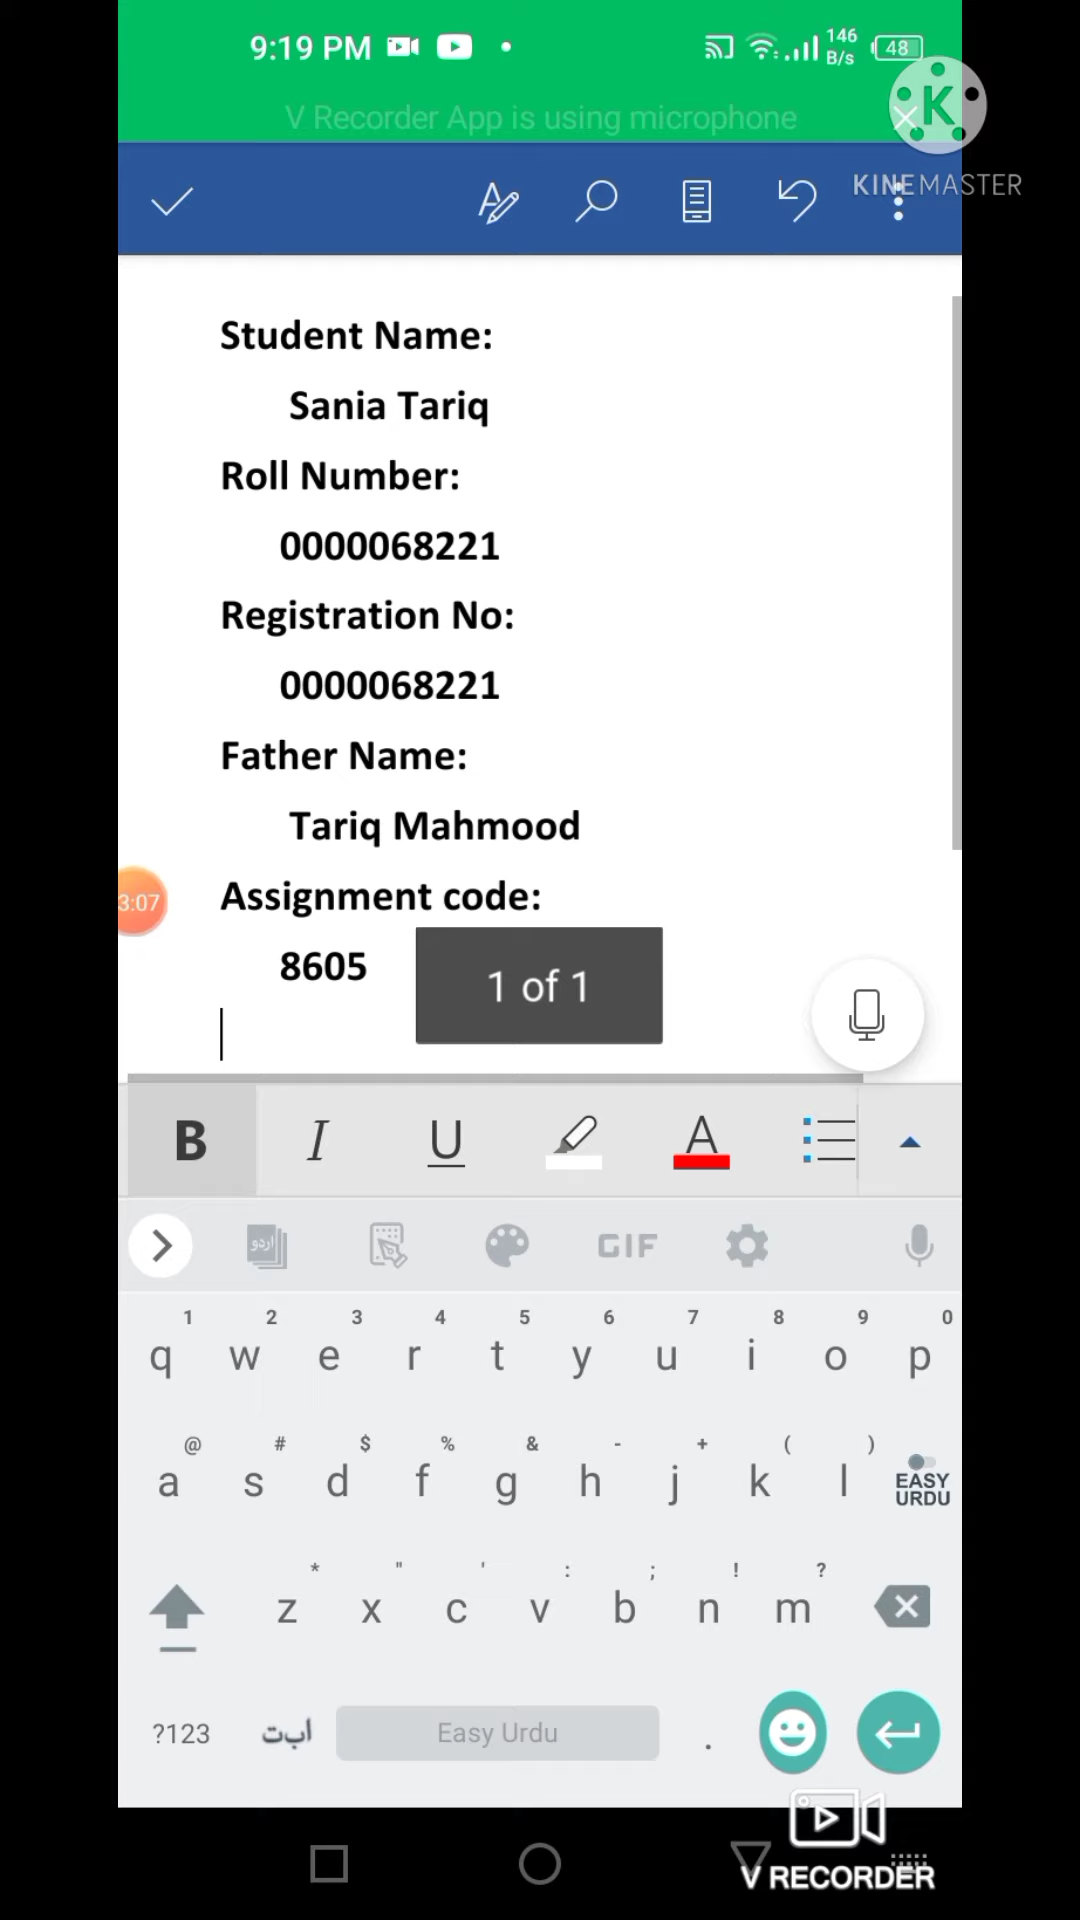 9:19 PM
146
B/s
48
V Recorder App is using microphone
K
KINEMASTER
Student Name:
Sania Tariq
Roll Number:
0000068221
Registration No:
0000068221
Father Name:
Tariq Mahmood
Assignment code:
3:07
8605
1 of 1
B I U A
اردو GIF
1 2 3 4 5 6 7 8 9 0
q w e r t y u i o p
@ # $ % & - + ( )
a s d f g h j k l EASY URDU
* " ' : ; ! ?
z x c v b n m
?123 ا ب ت Easy Urdu .
V RECORDER